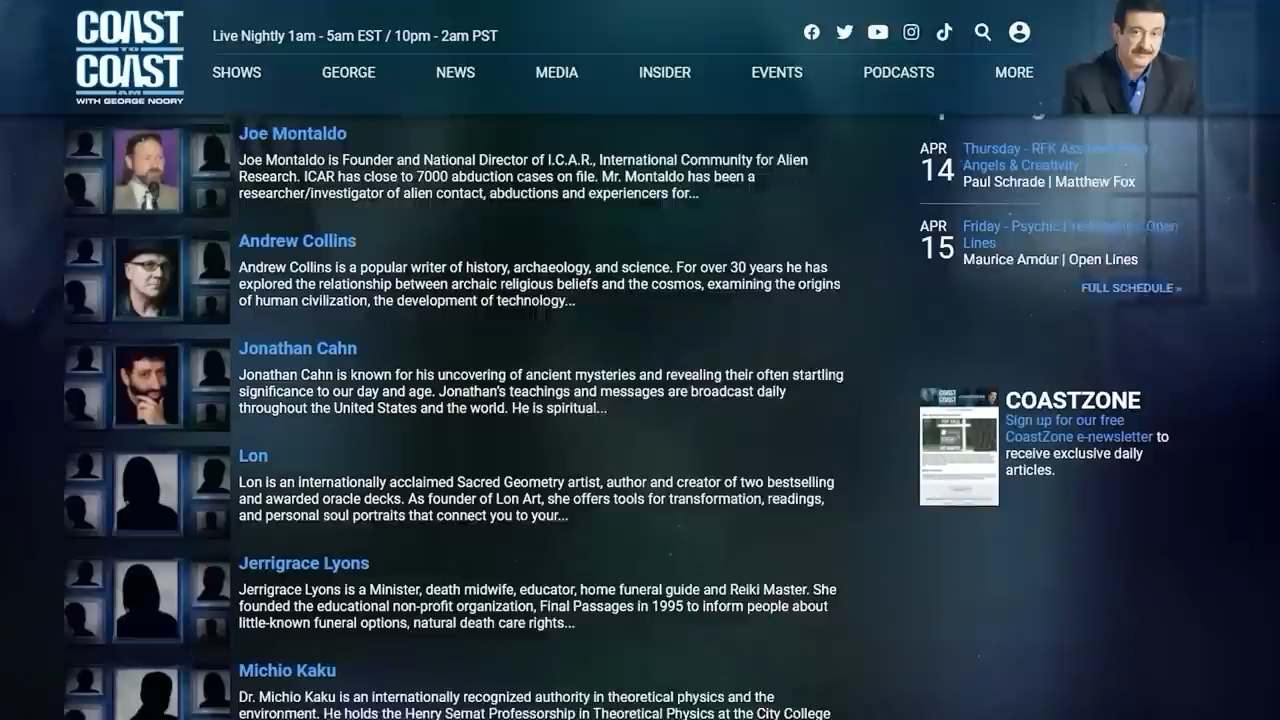 COAST
TO
COAST
AM
WITH GEORGE NOORY
Live Nightly 1am - 5am EST / 10pm - 2am PST
SHOWS GEORGE NEWS MEDIA INSIDER EVENTS PODCASTS MORE
Joe Montaldo
Joe Montaldo is Founder and National Director of I.C.A.R., International Community for Alien
Research. ICAR has close to 7000 abduction cases on file. Mr. Montaldo has been a
researcher/investigator of alien contact, abductions and experiencers for...
Andrew Collins
Andrew Collins is a popular writer of history, archaeology, and science. For over 30 years he has
explored the relationship between archaic religious beliefs and the cosmos, examining the origins
of human civilization, the development of technology...
Jonathan Cahn
Jonathan Cahn is known for his uncovering of ancient mysteries and revealing their often startling
significance to our day and age. Jonathan's teachings and messages are broadcast daily
throughout the United States and the world. He is spiritual...
Lon
Lon is an internationally acclaimed Sacred Geometry artist, author and creator of two bestselling
and awarded oracle decks. As founder of Lon Art, she offers tools for transformation, readings,
and personal soul portraits that connect you to your...
Jerrigrace Lyons
Jerrigrace Lyons is a Minister, death midwife, educator, home funeral guide and Reiki Master. She
founded the educational non-profit organization, Final Passages in 1995 to inform people about
little-known funeral options, natural death care rights...
Michio Kaku
Dr. Michio Kaku is an internationally recognized authority in theoretical physics and the
environment. He holds the Henry Semat Professorship in Theoretical Physics at the City College
APR
14
Thursday - RFK
Angels & Creativity
Paul Schrade | Matthew Fox
APR
15
Friday - Psychic Open
Lines
Maurice Amdur | Open Lines
FULL SCHEDULE »
COASTZONE
Sign up for our free
CoastZone e-newsletter to
receive exclusive daily
articles.